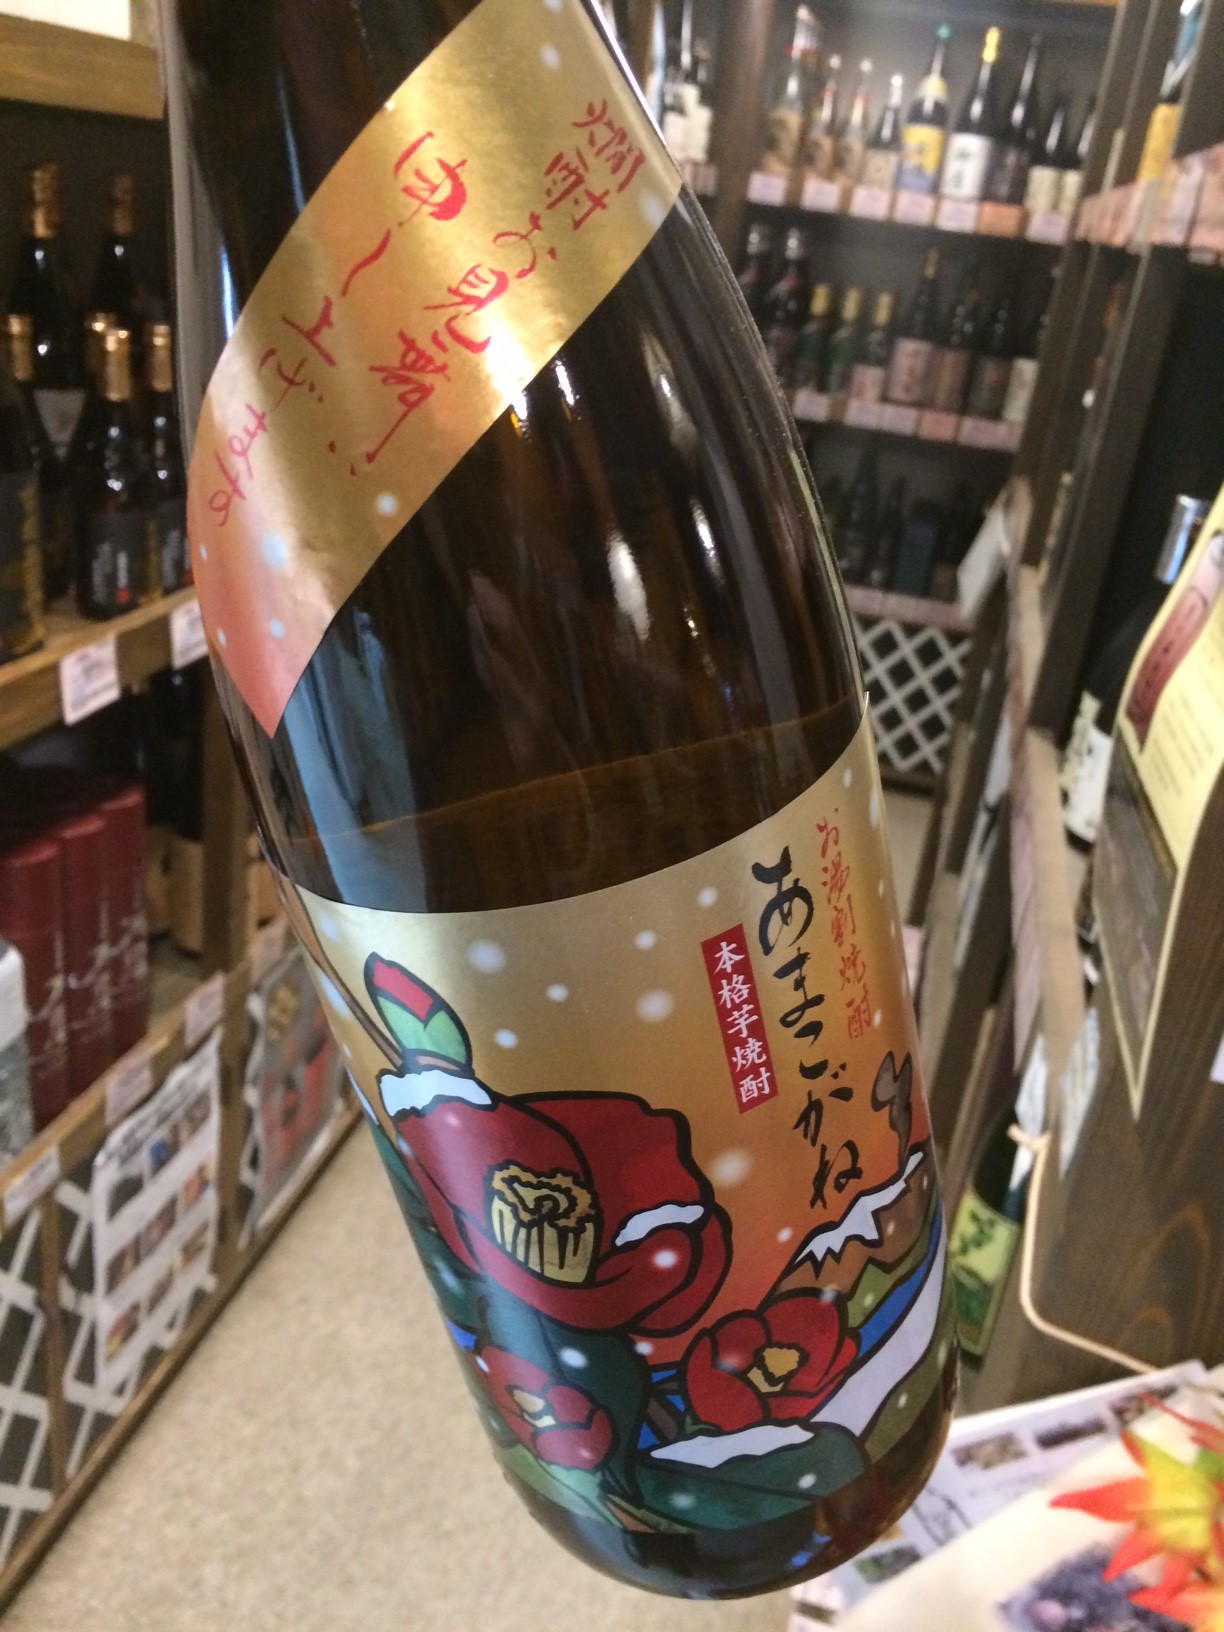 燗酎
お見舞い
申し上げます
お湯割焼酎
あまこがね
本格芋焼酎